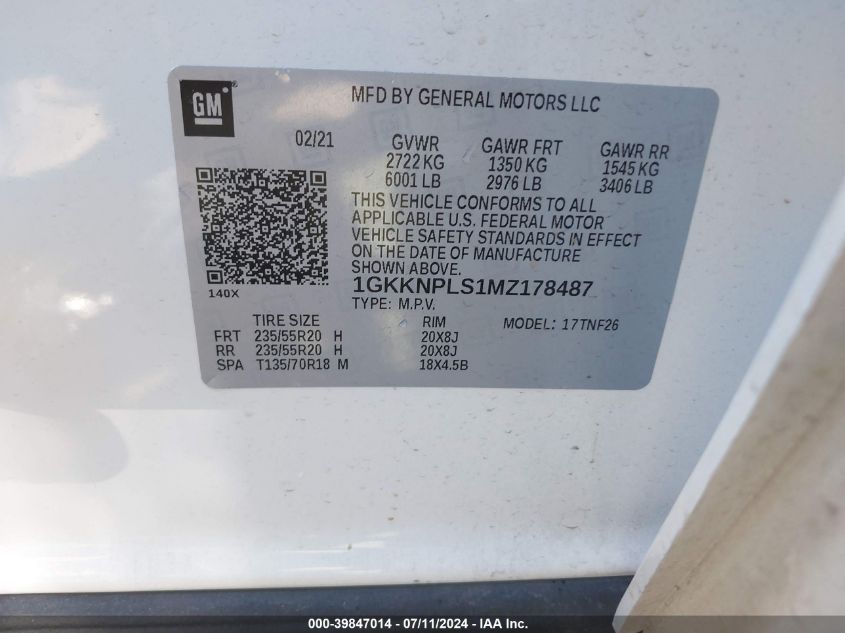 GM
MFD BY GENERAL MOTORS LLC
02/21 GVWR GAWR FRT GAWR RR
2722 KG 1350 KG 1545 KG
6001 LB 2976 LB 3406 LB
THIS VEHICLE CONFORMS TO ALL
APPLICABLE U.S. FEDERAL MOTOR
VEHICLE SAFETY STANDARDS IN EFFECT
ON THE DATE OF MANUFACTURE
SHOWN ABOVE.
140X
1GKKNPLS1MZ178487
TYPE: M.P.V.
TIRE SIZE RIM MODEL: 17TNF26
FRT 235/55R20 H 20X8J
RR 235/55R20 H 20X8J
SPA T135/70R18 M 18X4.5B
000-39847014 - 07/11/2024 - IAA Inc.